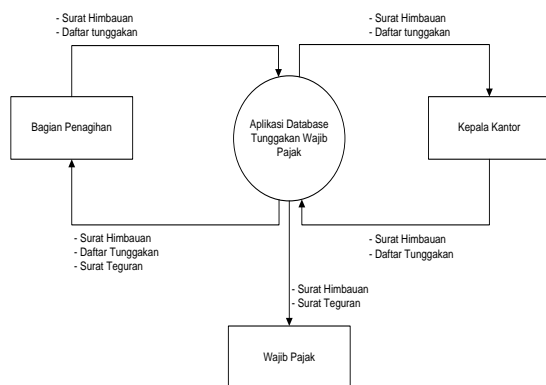 - Surat Himbauan
- Daftar tunggakan
- Surat Himbauan
- Daftar tunggakan
Bagian Penagihan
Aplikasi Database
Tunggakan Wajib
Pajak
Kepala Kantor
- Surat Himbauan
- Daftar Tunggakan
- Surat Teguran
- Surat Himbauan
- Daftar Tunggakan
- Surat Himbauan
- Surat Teguran
Wajib Pajak